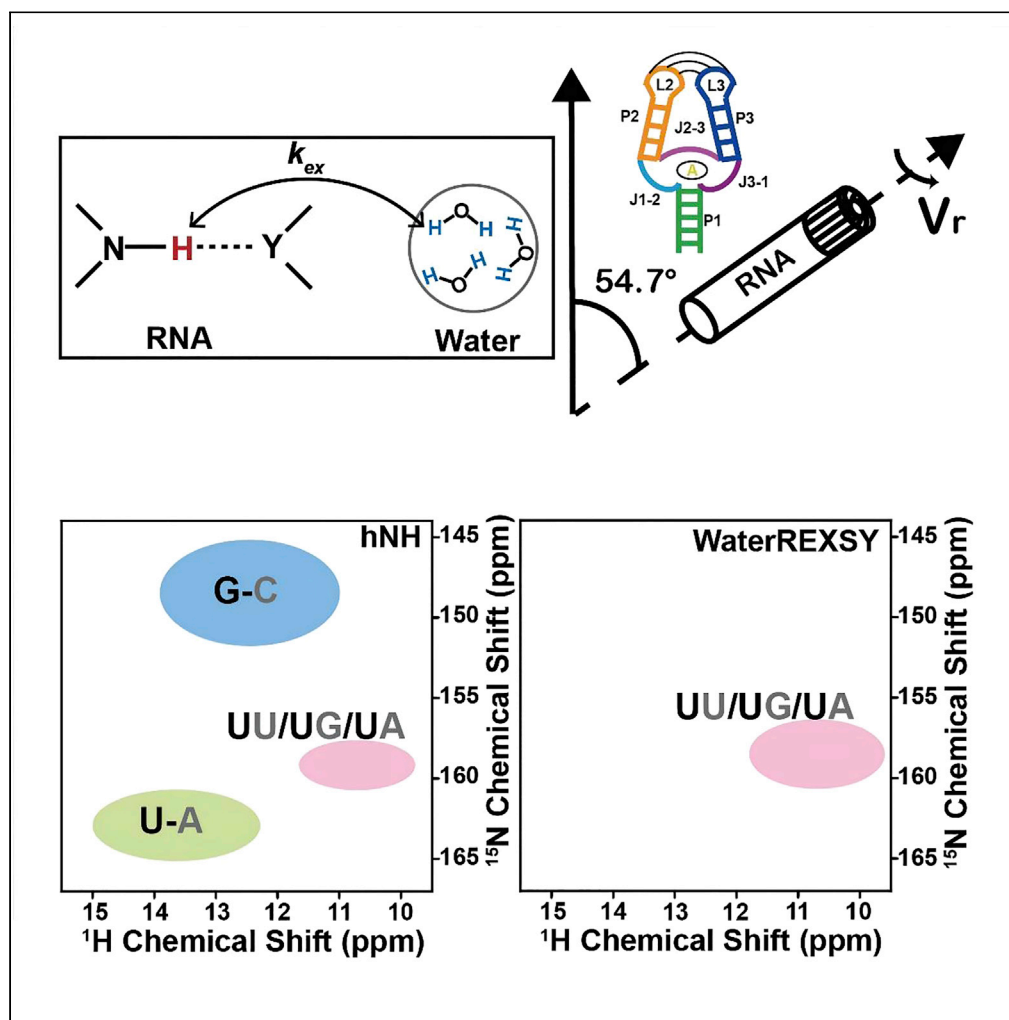 k_ex
N H Y
RNA
H O H
H O H
H O H
Water
L2 L3
P2 P3
J2-3
A
J1-2 J3-1
P1
54.7°
RNA
Vr
hNH
G-C
UU/UG/UA
U-A
145
150
155
160
165
¹⁵N Chemical Shift (ppm)
15 14 13 12 11 10
¹H Chemical Shift (ppm)
WaterREXSY
UU/UG/UA
145
150
155
160
165
¹⁵N Chemical Shift (ppm)
15 14 13 12 11 10
¹H Chemical Shift (ppm)